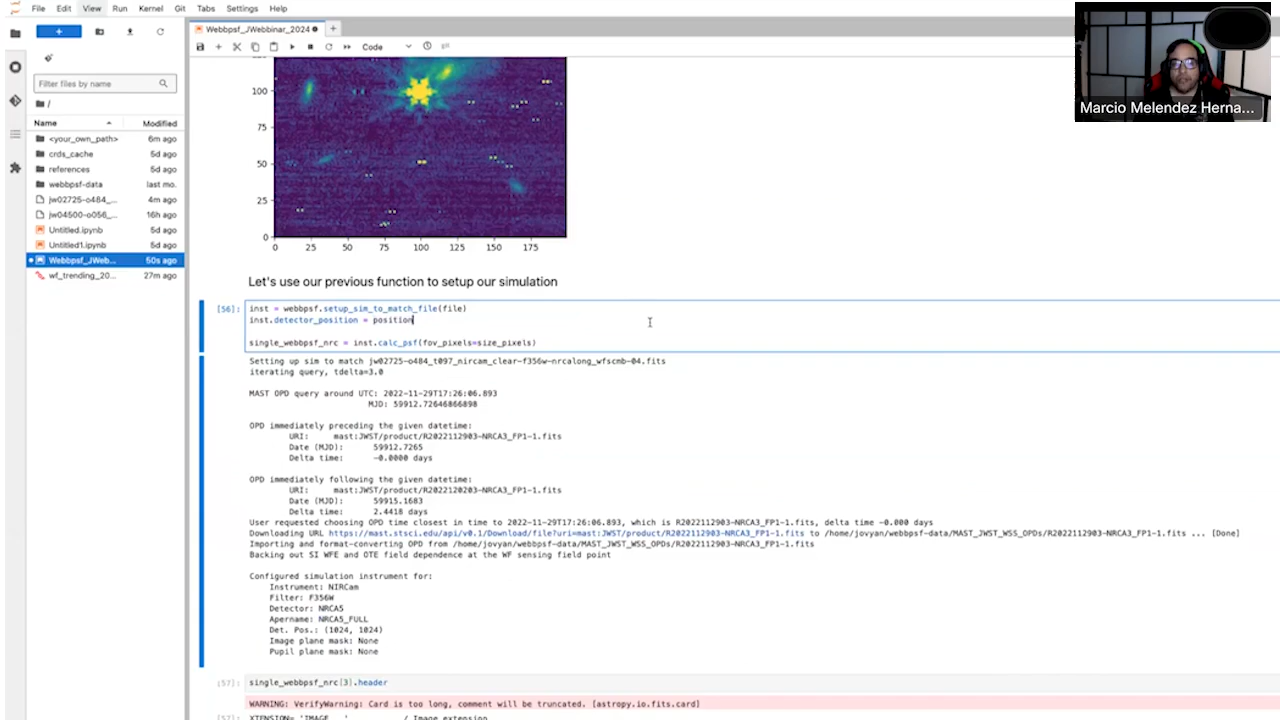 File Edit View Run Kernel Git Tabs Settings Help
Webbpsf_JWebbinar_2024
Code
Filter files by name
/
Name Modified
<your_own_path> 6m ago
crds_cache 5d ago
references 5d ago
webbpsf-data last mo.
jw02725-o484_... 4m ago
jw04500-o056_... 16h ago
Untitled.ipynb 5d ago
Untitled1.ipynb 5d ago
Webbpsf_JWeb... 50s ago
wf_trending_20... 27m ago
Marcio Melendez Herna...
100
75
50
25
0
0 25 50 75 100 125 150 175
Let's use our previous function to setup our simulation
[56]: inst = webbpsf.setup_sim_to_match_file(file)
inst.detector_position = position
single_webbpsf_nrc = inst.calc_psf(fov_pixels=size_pixels)
Setting up sim to match jw02725-o484_t097_nircam_clear-f356w-nrcalong_wfscmb-04.fits
iterating query, tdelta=3.0
MAST OPD query around UTC: 2022-11-29T17:26:06.893
MJD: 59912.72646866898
OPD immediately preceding the given datetime:
URI: mast:JWST/product/R2022112903-NRCA3_FP1-1.fits
Date (MJD): 59912.7265
Delta time: -0.0000 days
OPD immediately following the given datetime:
URI: mast:JWST/product/R2022120203-NRCA3_FP1-1.fits
Date (MJD): 59915.1683
Delta time: 2.4418 days
User requested choosing OPD time closest in time to 2022-11-29T17:26:06.893, which is R2022112903-NRCA3_FP1-1.fits, delta time -0.000 days
Downloading URL https://mast.stsci.edu/api/v0.1/Download/file?uri=mast:JWST/product/R2022112903-NRCA3_FP1-1.fits to /home/jovyan/webbpsf-data/MAST_JWST_WSS_OPDs/R2022112903-NRCA3_FP1-1.fits ... [Done]
Importing and format-converting OPD from /home/jovyan/webbpsf-data/MAST_JWST_WSS_OPDs/R2022112903-NRCA3_FP1-1.fits
Backing out SI WFE and OTE field dependence at the WF sensing field point
Configured simulation instrument for:
Instrument: NIRCam
Filter: F356W
Detector: NRCA5
Apername: NRCA5_FULL
Det. Pos.: (1024, 1024)
Image plane mask: None
Pupil plane mask: None
[57]: single_webbpsf_nrc[3].header
WARNING: VerifyWarning: Card is too long, comment will be truncated. [astropy.io.fits.card]
[57]: XTENSION= 'IMAGE ' / Image extension